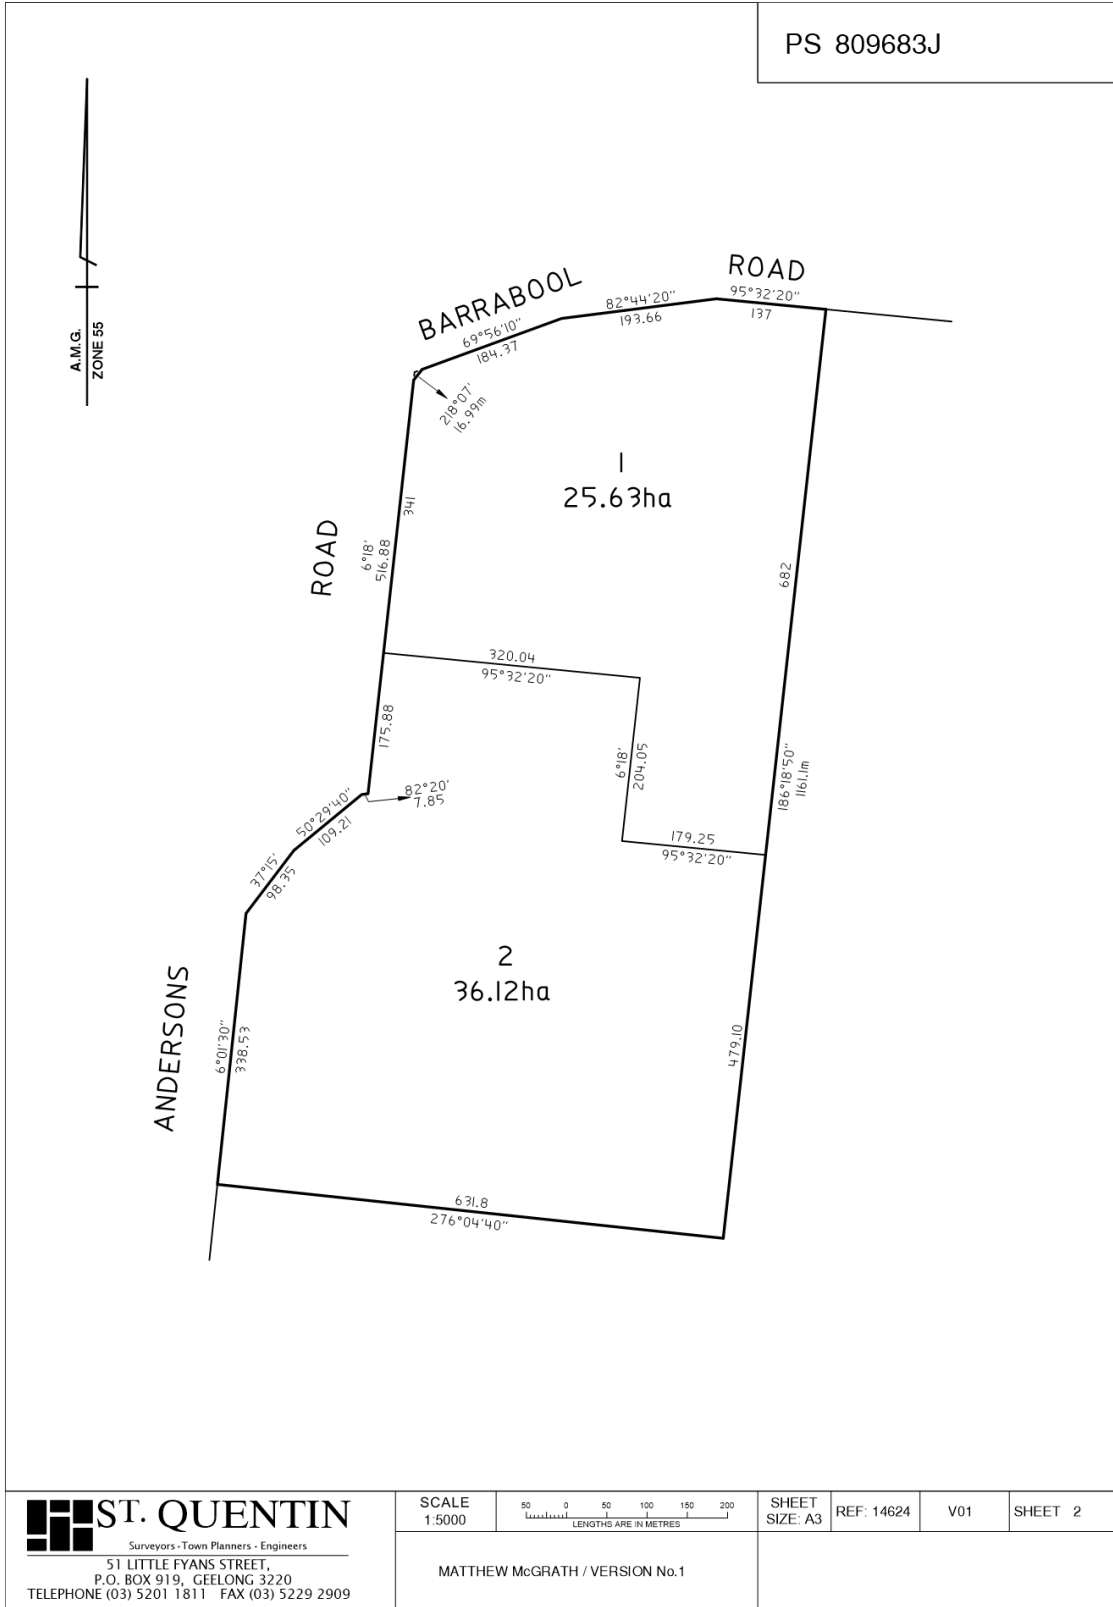 PS 809683J
A.M.G.
ZONE 55
BARRABOOL
ROAD
69°56'10"
184.37
82°44'20"
193.66
95°32'20"
137
218°07'
16.99m
1
25.63ha
341
6°18'
516.88
ROAD
682
320.04
95°32'20"
175.88
6°18'
204.05
186°18'50"
1161.1m
82°20'
7.85
50°29'40"
109.21
179.25
95°32'20"
37°15'
98.35
2
36.12ha
ANDERSONS
6°01'30"
338.53
479.10
631.8
276°04'40"
ST. QUENTIN
Surveyors - Town Planners - Engineers
51 LITTLE FYANS STREET,
P.O. BOX 919, GEELONG 3220
TELEPHONE (03) 5201 1811 FAX (03) 5229 2909
SCALE
1:5000
50 0 50 100 150 200
LENGTHS ARE IN METRES
SHEET
SIZE: A3
REF: 14624
V01
SHEET 2
MATTHEW McGRATH / VERSION No.1